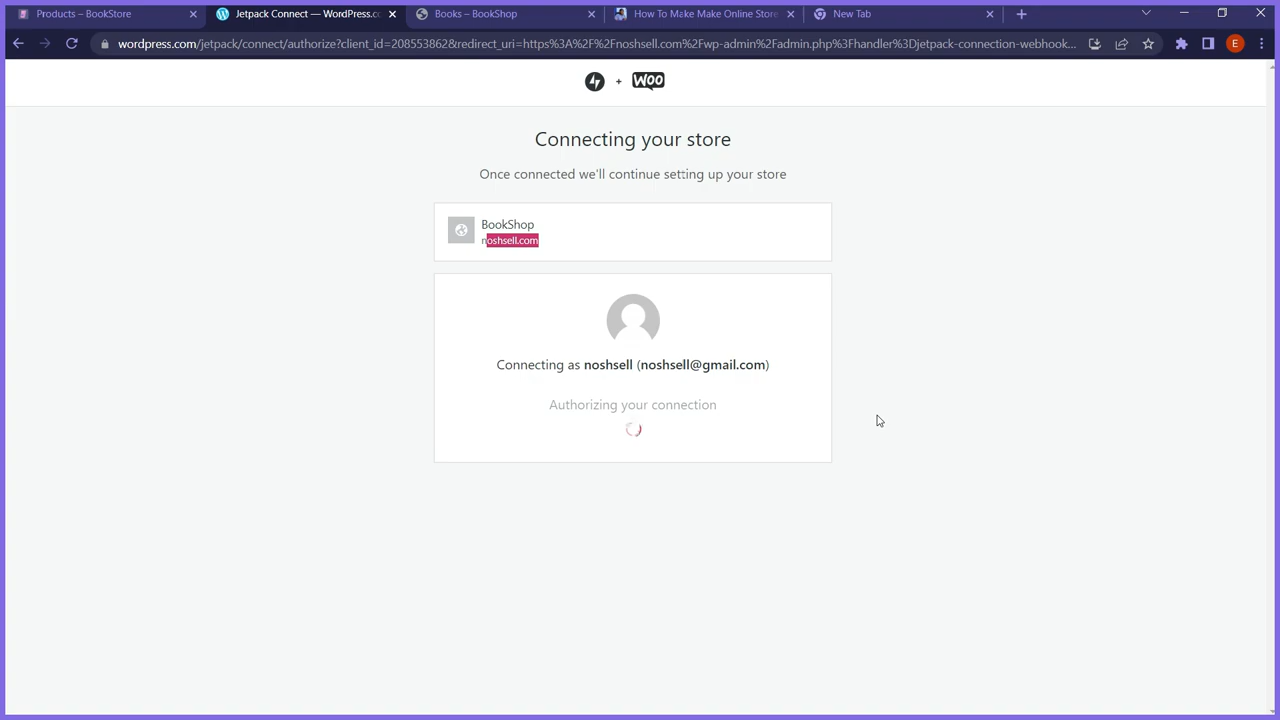 Products – BookStore
Jetpack Connect — WordPress.co
Books – BookShop
How To Make Make Online Store
New Tab
wordpress.com/jetpack/connect/authorize?client_id=208553862&redirect_uri=https%3A%2F%2Fnoshsell.com%2Fwp-admin%2Fadmin.php%3Fhandler%3Djetpack-connection-webhook...
E
+ WOO
Connecting your store
Once connected we'll continue setting up your store
BookShop
noshsell.com
Connecting as noshsell (noshsell@gmail.com)
Authorizing your connection